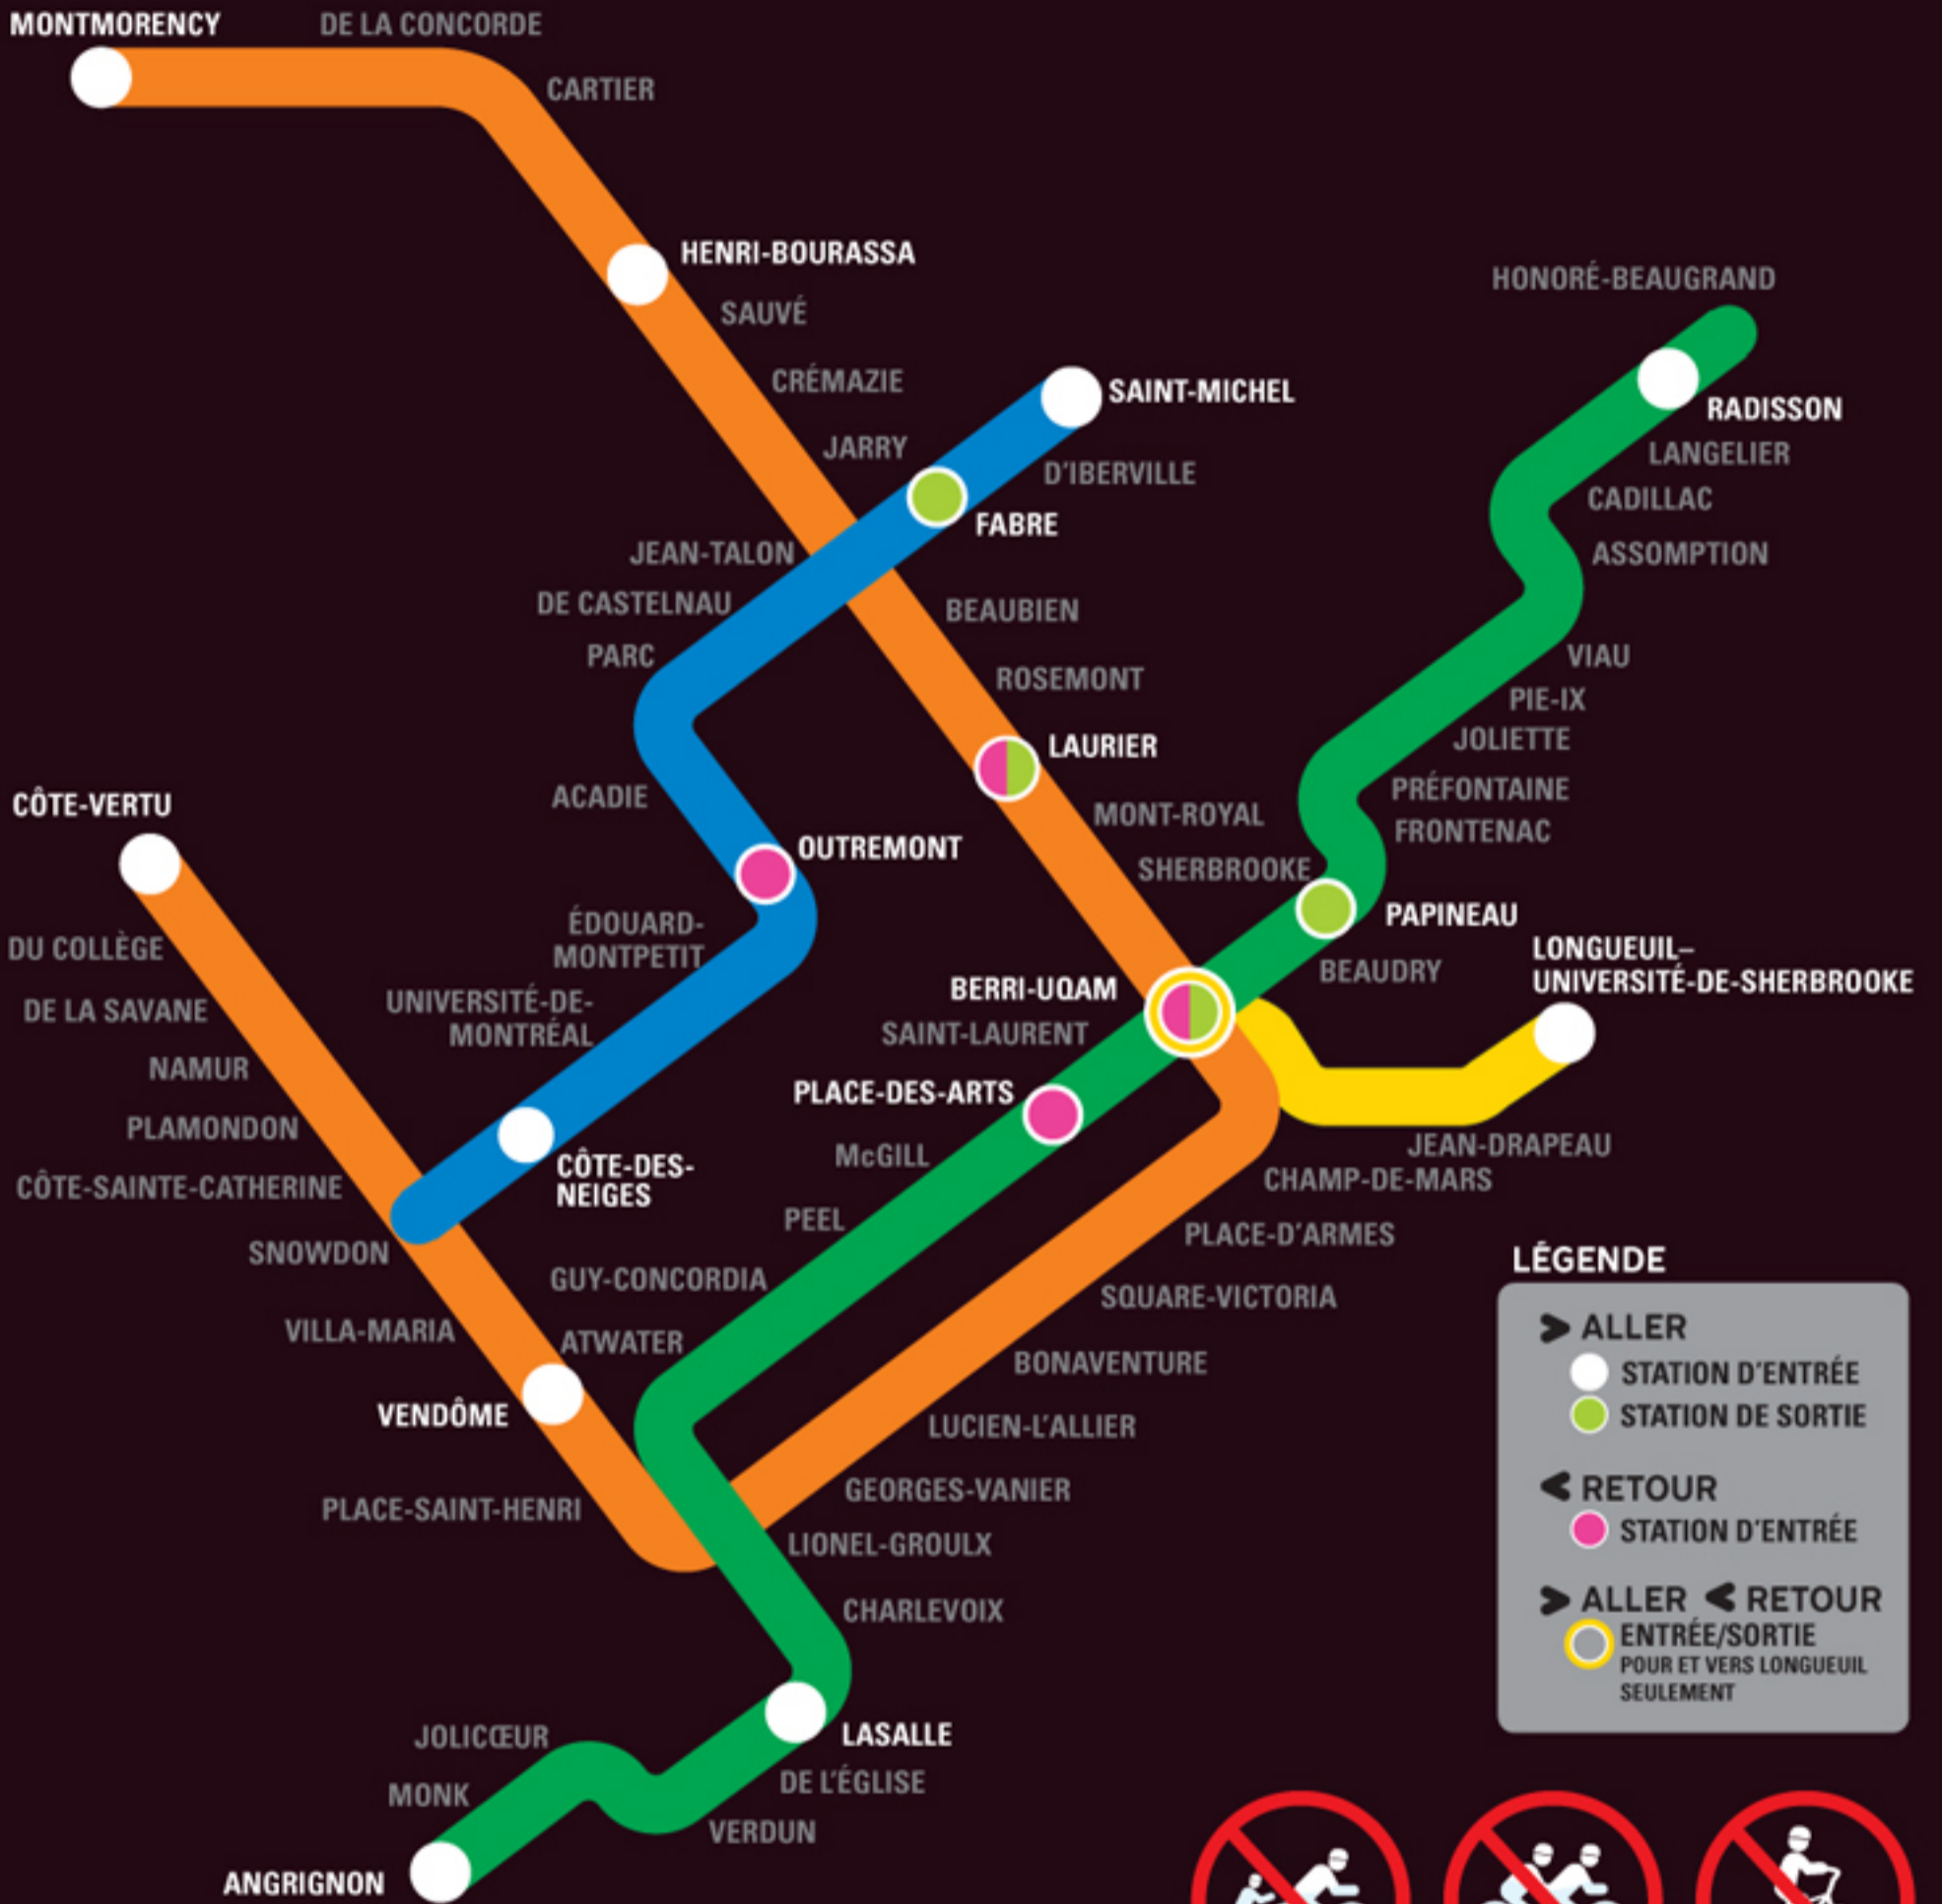 MONTMORENCY
DE LA CONCORDE
CARTIER
HENRI-BOURASSA
SAUVÉ
CRÉMAZIE
JARRY
HONORÉ-BEAUGRAND
SAINT-MICHEL
RADISSON
D'IBERVILLE
LANGELIER
FABRE
CADILLAC
JEAN-TALON
ASSOMPTION
DE CASTELNAU
BEAUBIEN
PARC
VIAU
ROSEMONT
PIE-IX
LAURIER
JOLIETTE
ACADIE
PRÉFONTAINE
CÔTE-VERTU
MONT-ROYAL
FRONTENAC
OUTREMONT
SHERBROOKE
PAPINEAU
ÉDOUARD-
MONTPETIT
DU COLLÈGE
LONGUEUIL–
UNIVERSITÉ-DE-SHERBROOKE
BEAUDRY
BERRI-UQAM
DE LA SAVANE
UNIVERSITÉ-DE-
MONTRÉAL
SAINT-LAURENT
NAMUR
PLACE-DES-ARTS
PLAMONDON
McGILL
JEAN-DRAPEAU
CÔTE-DES-
NEIGES
CHAMP-DE-MARS
CÔTE-SAINTE-CATHERINE
PEEL
PLACE-D'ARMES
SNOWDON
GUY-CONCORDIA
SQUARE-VICTORIA
VILLA-MARIA
ATWATER
BONAVENTURE
VENDÔME
LUCIEN-L'ALLIER
GEORGES-VANIER
PLACE-SAINT-HENRI
LIONEL-GROULX
CHARLEVOIX
LASALLE
JOLICŒUR
DE L'ÉGLISE
MONK
VERDUN
ANGRIGNON
LÉGENDE
> ALLER
STATION D'ENTRÉE
STATION DE SORTIE
< RETOUR
STATION D'ENTRÉE
> ALLER < RETOUR
ENTRÉE/SORTIE
POUR ET VERS LONGUEUIL
SEULEMENT